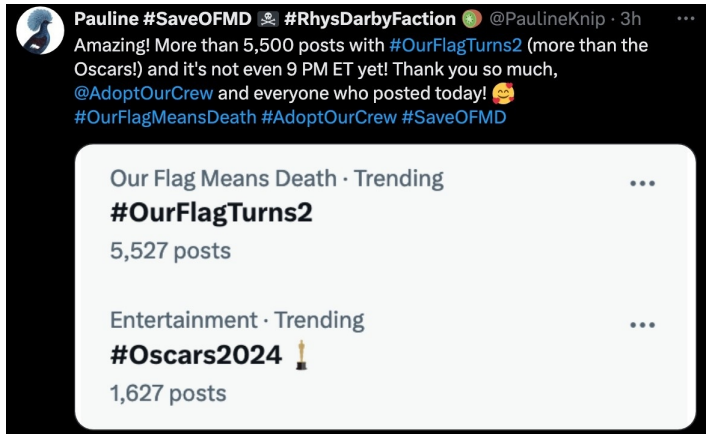 Pauline #SaveOFMD 🏴‍☠️ #RhysDarbyFaction 🥝 @PaulineKnip · 3h
Amazing! More than 5,500 posts with #OurFlagTurns2 (more than the
Oscars!) and it's not even 9 PM ET yet! Thank you so much,
@AdoptOurCrew and everyone who posted today! 🥰
#OurFlagMeansDeath #AdoptOurCrew #SaveOFMD
Our Flag Means Death · Trending
#OurFlagTurns2
5,527 posts
Entertainment · Trending
#Oscars2024
1,627 posts